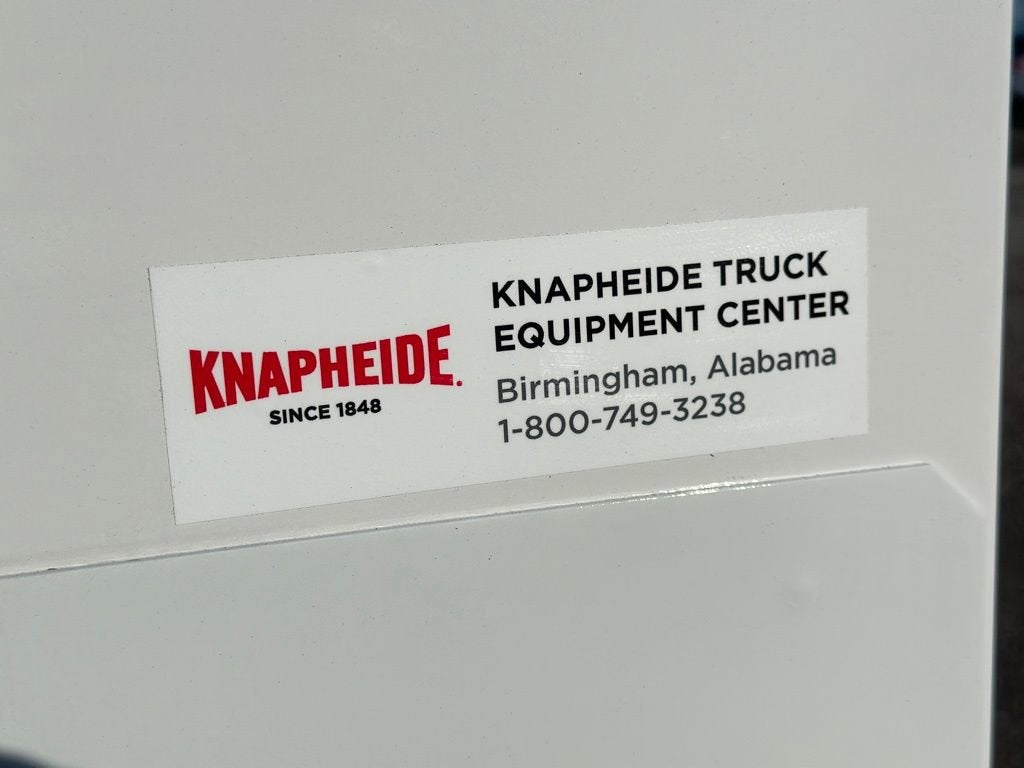 KNAPHEIDE.
SINCE 1848
KNAPHEIDE TRUCK
EQUIPMENT CENTER
Birmingham, Alabama
1-800-749-3238